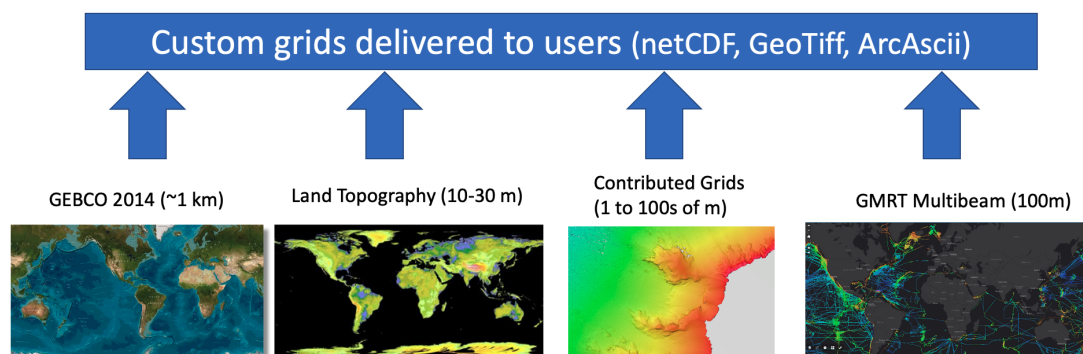 Custom grids delivered to users (netCDF, GeoTiff, ArcAscii)
GEBCO 2014 (~1 km)
Land Topography (10-30 m)
Contributed Grids
(1 to 100s of m)
GMRT Multibeam (100m)